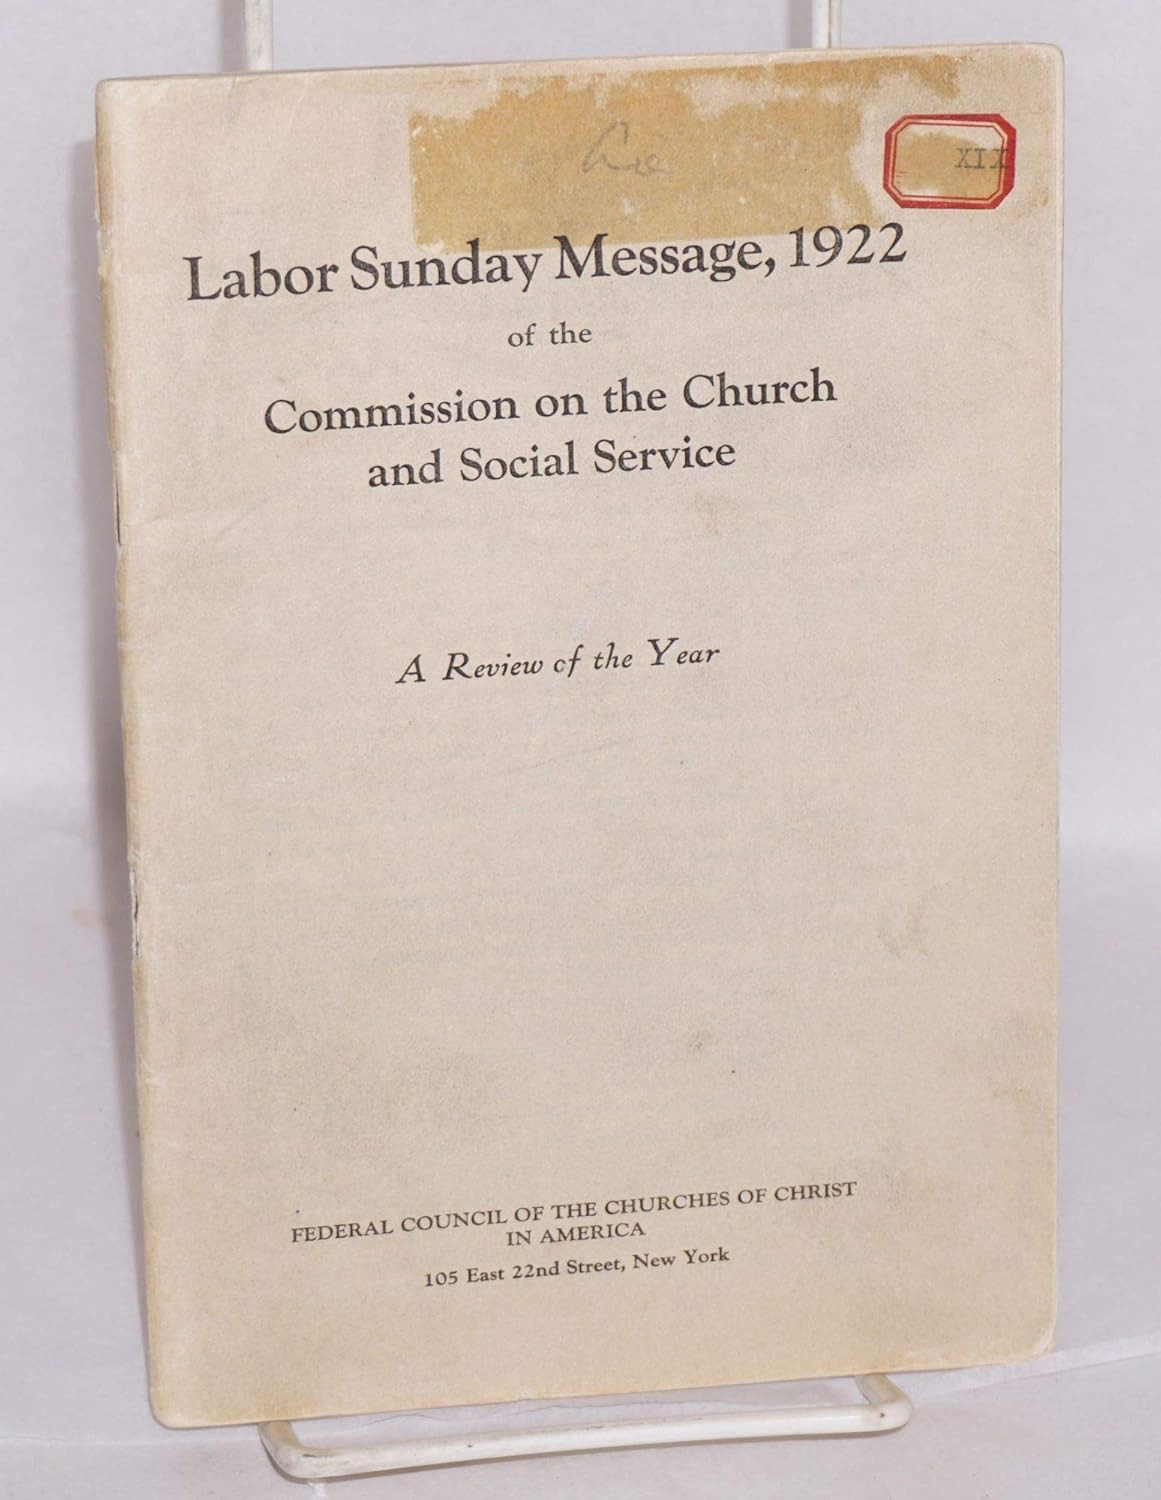 XIX
Labor Sunday Message, 1922
of the
Commission on the Church
and Social Service
A Review of the Year
FEDERAL COUNCIL OF THE CHURCHES OF CHRIST
IN AMERICA
105 East 22nd Street, New York